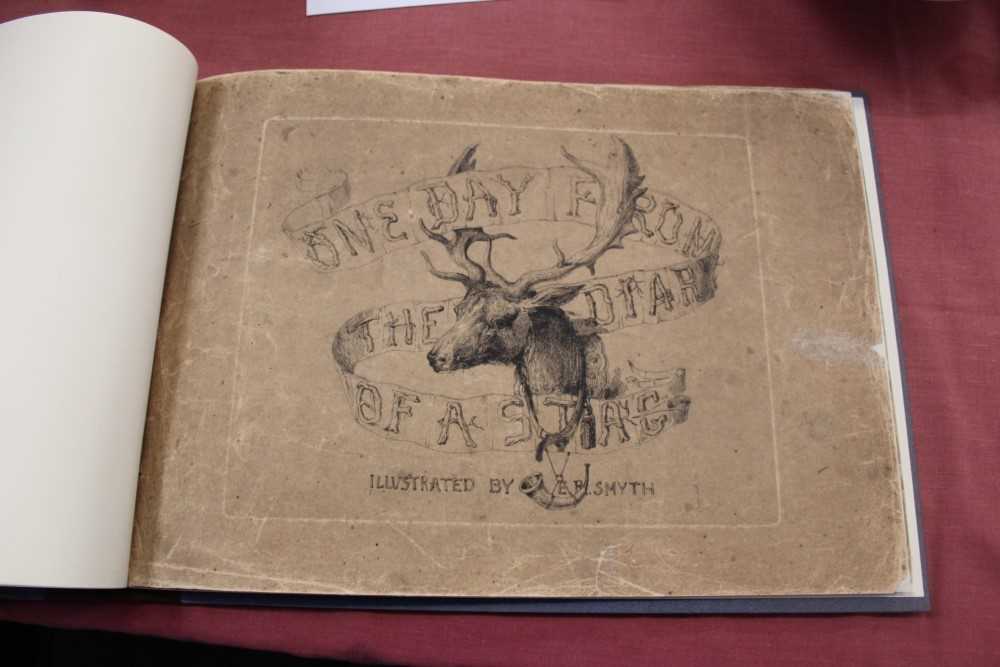 ONE DAY FROM
THE DIAR
OF A STAG
ILLUSTRATED BY SMYTH